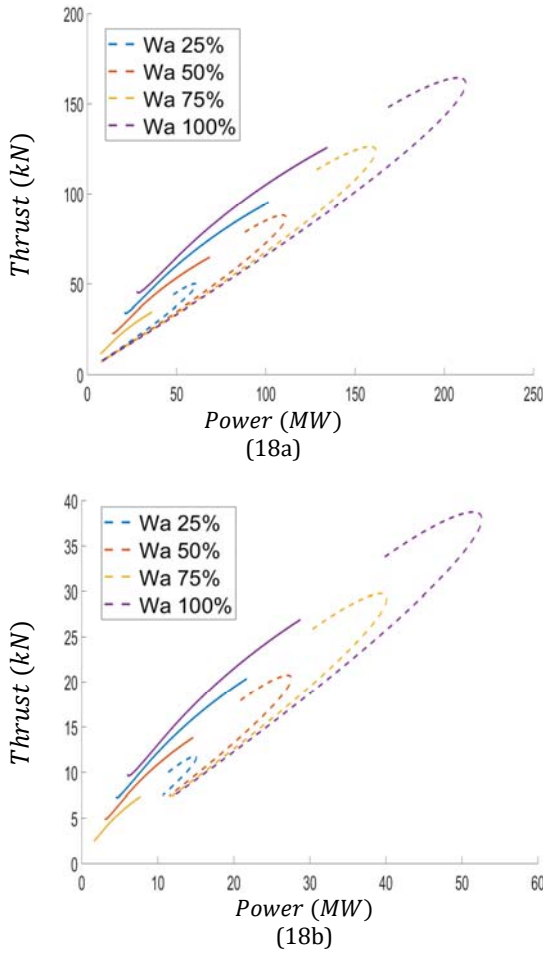 200
150
100
50
0
Thrust (kN)
Wa 25%
Wa 50%
Wa 75%
Wa 100%
0 50 100 150 200 250
Power (MW)
(18a)
40
35
30
25
20
15
10
5
0
Thrust (kN)
Wa 25%
Wa 50%
Wa 75%
Wa 100%
0 10 20 30 40 50 60
Power (MW)
(18b)